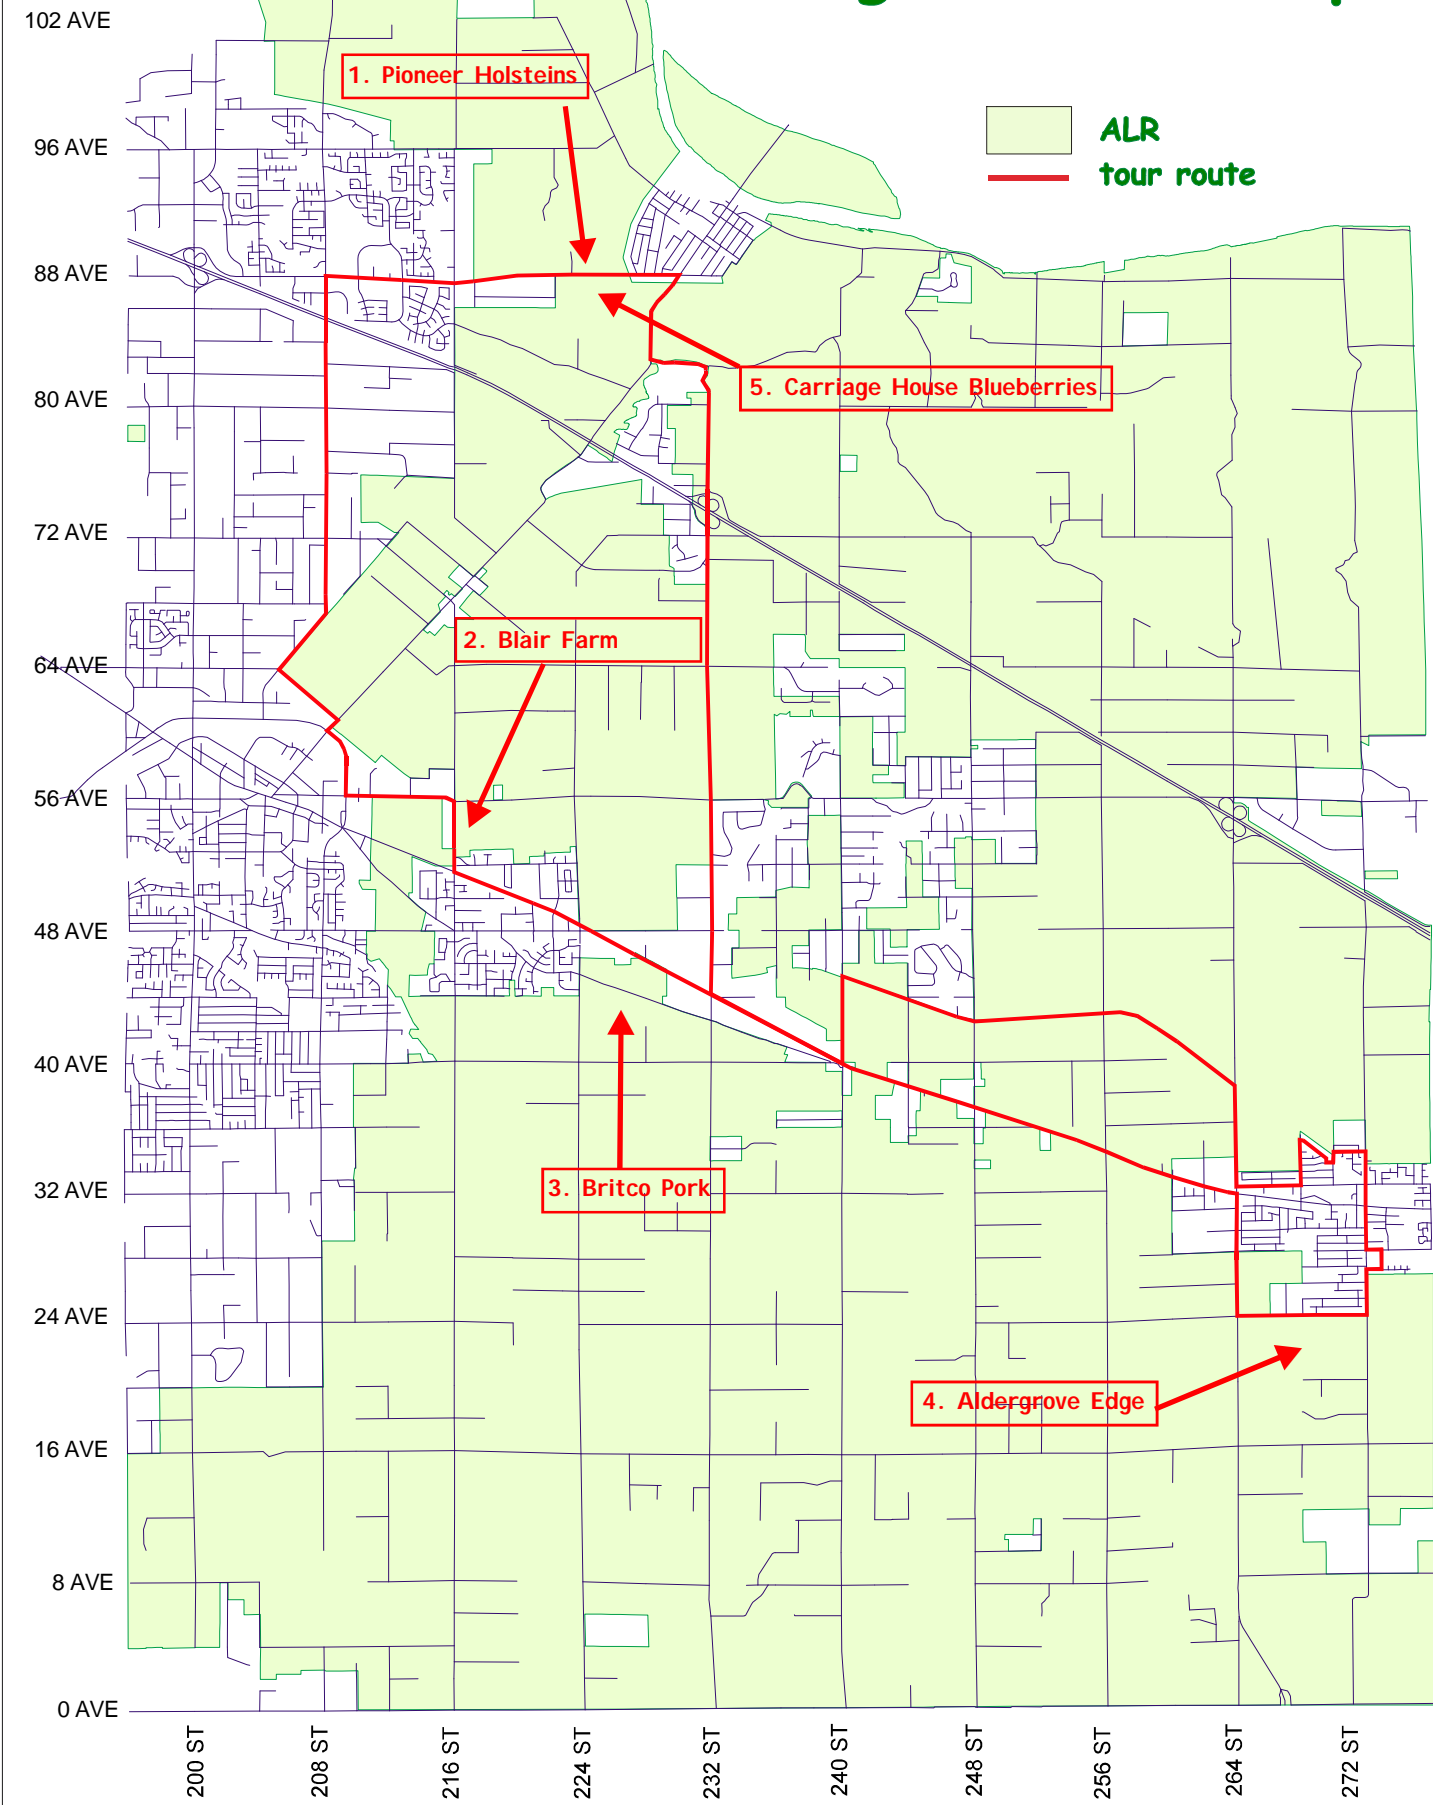 102 AVE
1. Pioneer Holsteins
ALR
96 AVE
tour route
88 AVE
5. Carriage House Blueberries
80 AVE
72 AVE
2. Blair Farm
64 AVE
56 AVE
48 AVE
40 AVE
3. Britco Pork
32 AVE
24 AVE
4. Aldergrove Edge
16 AVE
8 AVE
0 AVE
200 ST
208 ST
216 ST
224 ST
232 ST
240 ST
248 ST
256 ST
264 ST
272 ST